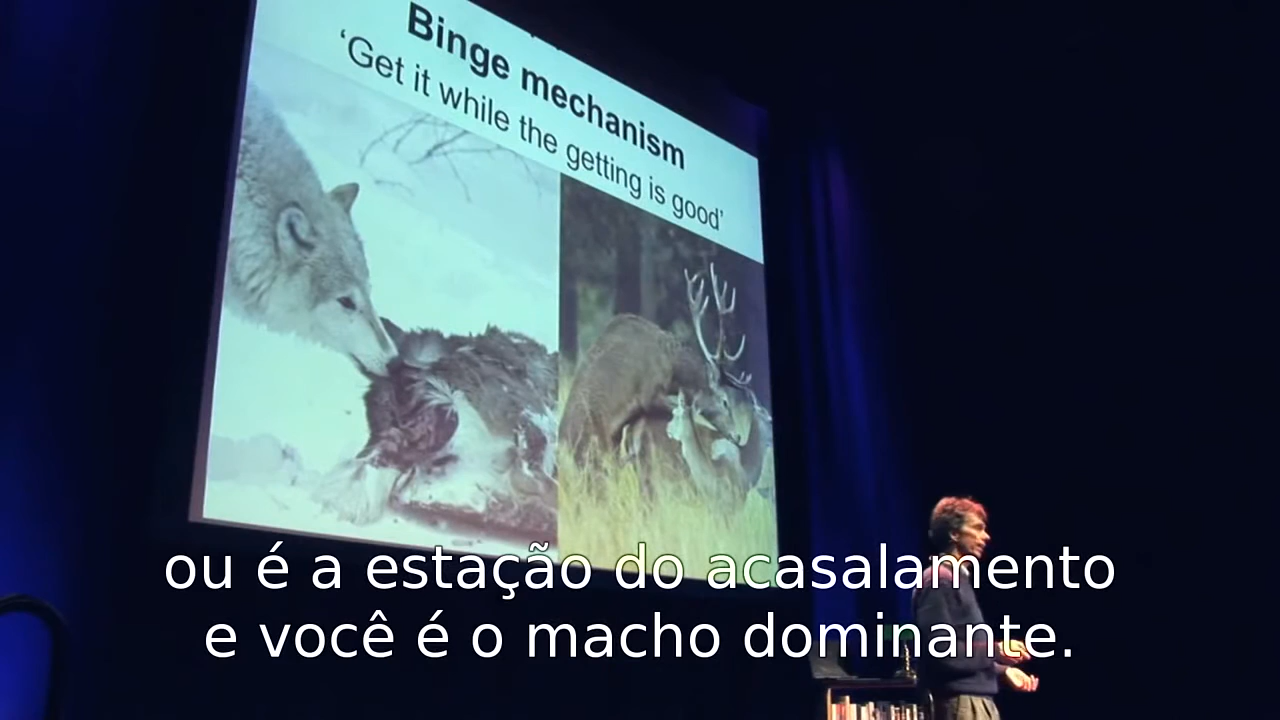 Binge mechanism
‘Get it while the getting is good’
ou é a estação do acasalamento
e você é o macho dominante.